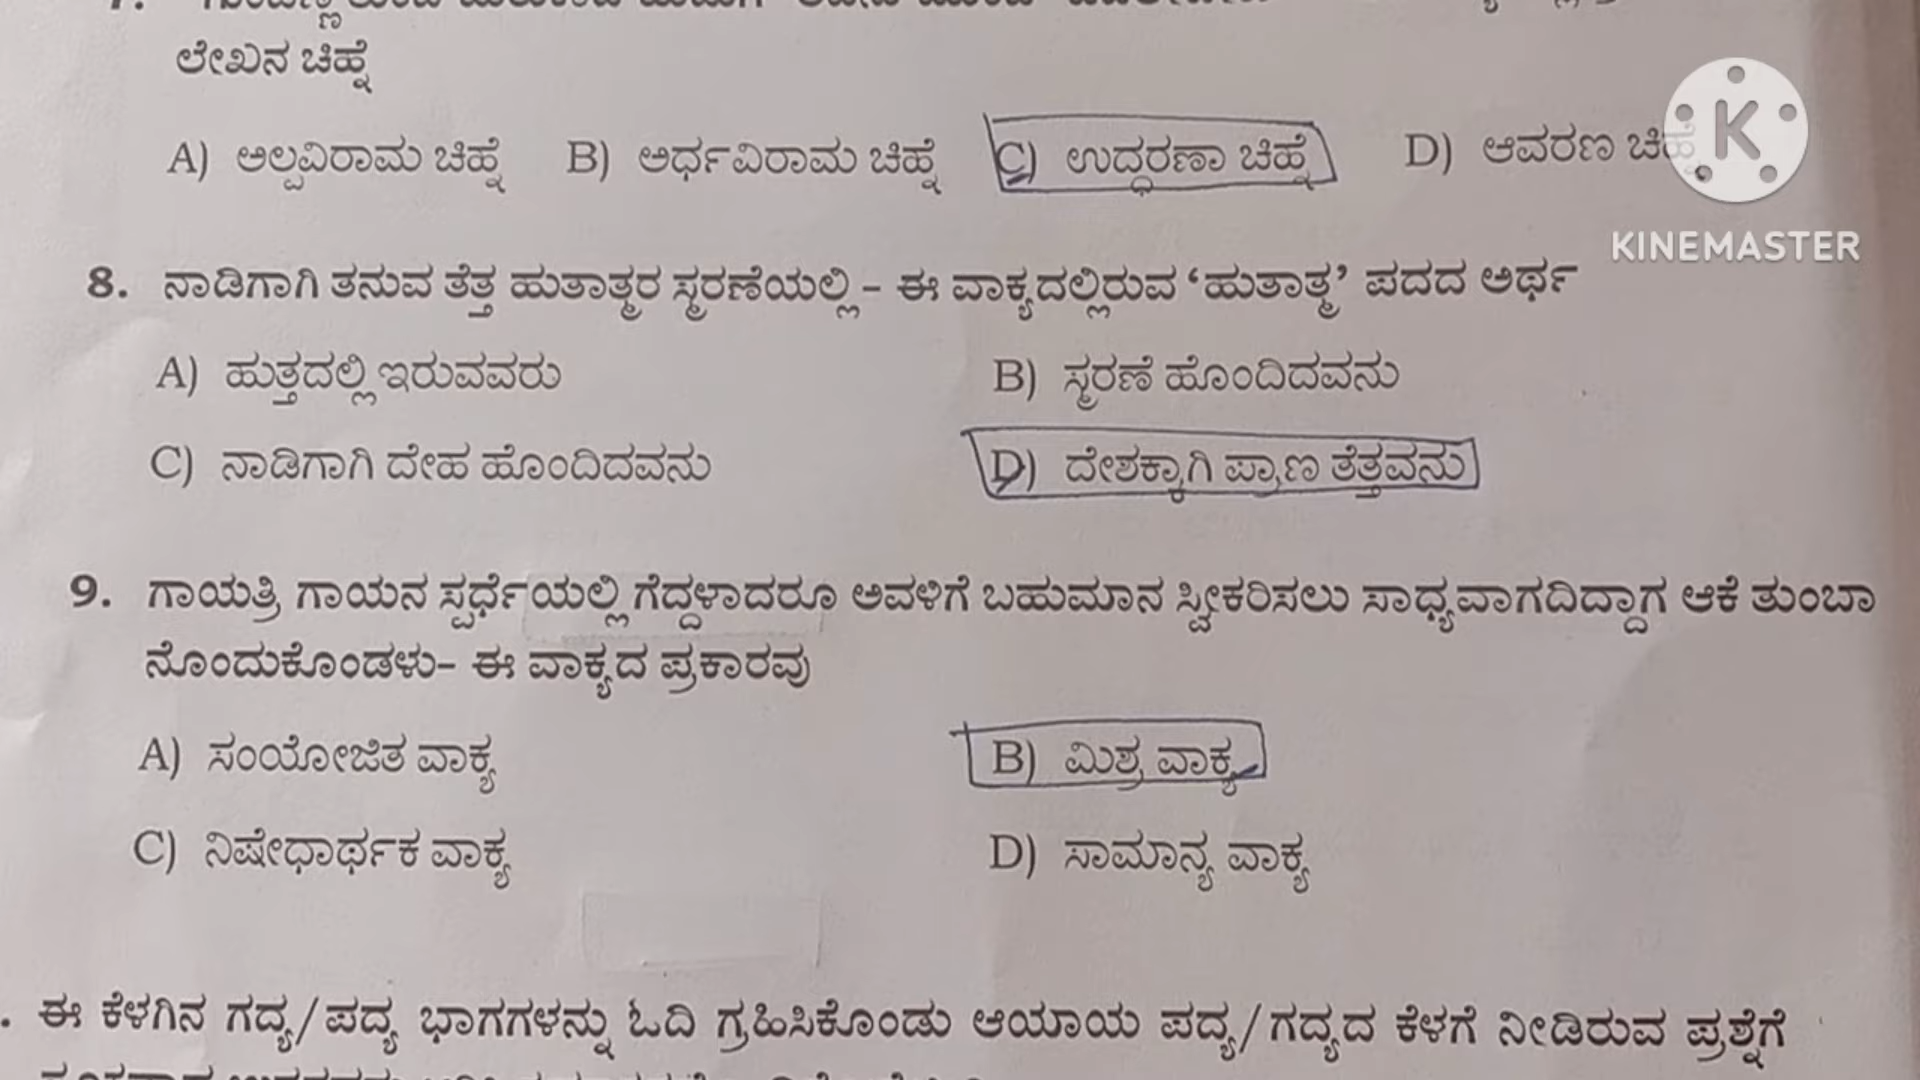 7.
ಲೇಖನ ಚಿಹ್ನೆ
A) ಅಲ್ಪವಿರಾಮ ಚಿಹ್ನೆ B) ಅರ್ಧವಿರಾಮ ಚಿಹ್ನೆ C) ಉದ್ಧರಣಾ ಚಿಹ್ನೆ D) ಆವರಣ
K
KINEMASTER
8. ನಾಡಿಗಾಗಿ ತನುವ ತೆತ್ತ ಹುತಾತ್ಮರ ಸ್ಮರಣೆಯಲ್ಲಿ – ಈ ವಾಕ್ಯದಲ್ಲಿರುವ ‘ಹುತಾತ್ಮ’ ಪದದ ಅರ್ಥ
A) ಹುತ್ತದಲ್ಲಿ ಇರುವವರು B) ಸ್ಮರಣೆ ಹೊಂದಿದವನು
C) ನಾಡಿಗಾಗಿ ದೇಹ ಹೊಂದಿದವನು D) ದೇಶಕ್ಕಾಗಿ ಪ್ರಾಣ ತೆತ್ತವನು
9. ಗಾಯತ್ರಿ ಗಾಯನ ಸ್ಪರ್ಧೆಯಲ್ಲಿ ಗೆದ್ದಳಾದರೂ ಅವಳಿಗೆ ಬಹುಮಾನ ಸ್ವೀಕರಿಸಲು ಸಾಧ್ಯವಾಗದಿದ್ದಾಗ ಆಕೆ ತುಂಬಾ
ನೊಂದುಕೊಂಡಳು– ಈ ವಾಕ್ಯದ ಪ್ರಕಾರವು
A) ಸಂಯೋಜಿತ ವಾಕ್ಯ B) ಮಿಶ್ರ ವಾಕ್ಯ
C) ನಿಷೇಧಾರ್ಥಕ ವಾಕ್ಯ D) ಸಾಮಾನ್ಯ ವಾಕ್ಯ
. ಈ ಕೆಳಗಿನ ಗದ್ಯ/ಪದ್ಯ ಭಾಗಗಳನ್ನು ಓದಿ ಗ್ರಹಿಸಿಕೊಂಡು ಆಯಾಯ ಪದ್ಯ/ಗದ್ಯದ ಕೆಳಗೆ ನೀಡಿರುವ ಪ್ರಶ್ನೆಗೆ